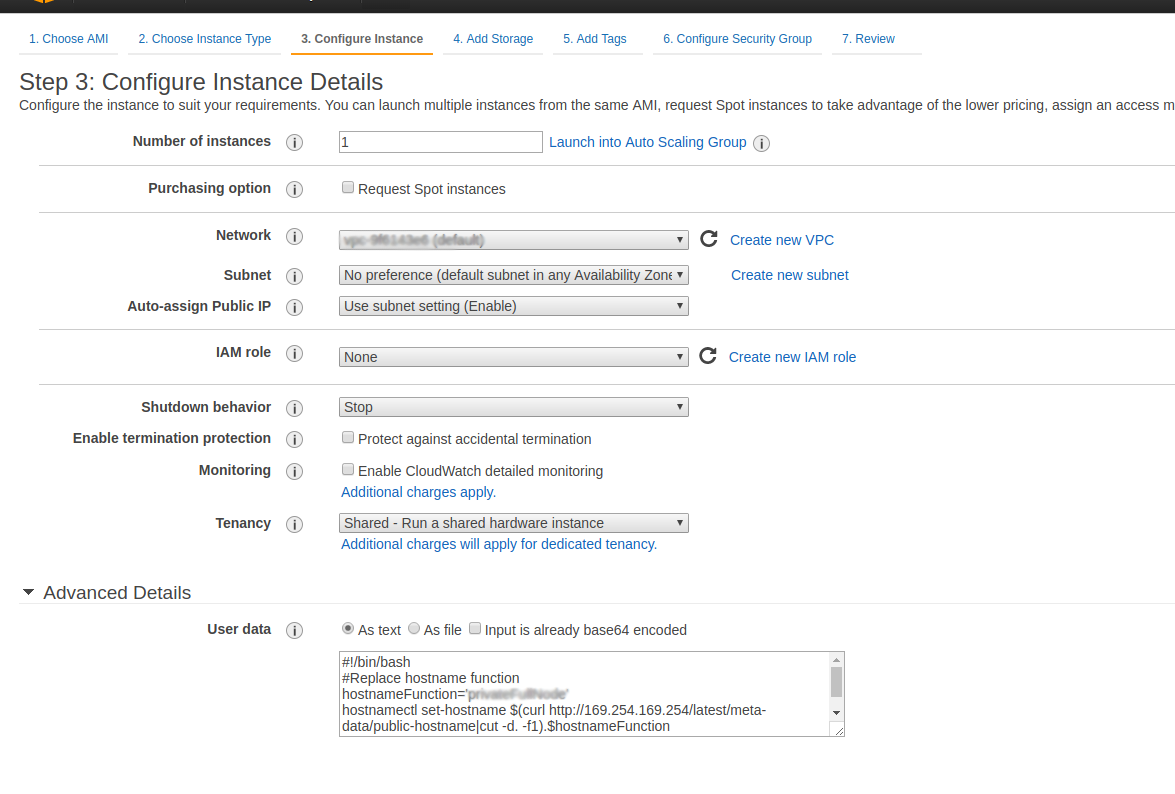 1. Choose AMI 2. Choose Instance Type 3. Configure Instance 4. Add Storage 5. Add Tags 6. Configure Security Group 7. Review
Step 3: Configure Instance Details
Configure the instance to suit your requirements. You can launch multiple instances from the same AMI, request Spot instances to take advantage of the lower pricing, assign an access m
Number of instances 1 Launch into Auto Scaling Group
Purchasing option Request Spot instances
Network (default) Create new VPC
Subnet No preference (default subnet in any Availability Zone Create new subnet
Auto-assign Public IP Use subnet setting (Enable)
IAM role None Create new IAM role
Shutdown behavior Stop
Enable termination protection Protect against accidental termination
Monitoring Enable CloudWatch detailed monitoring
Additional charges apply.
Tenancy Shared - Run a shared hardware instance
Additional charges will apply for dedicated tenancy.
Advanced Details
User data As text As file Input is already base64 encoded
#!/bin/bash
#Replace hostname function
hostnameFunction='
hostnamectl set-hostname $(curl http://169.254.169.254/latest/meta-
data/public-hostname|cut -d. -f1).$hostnameFunction